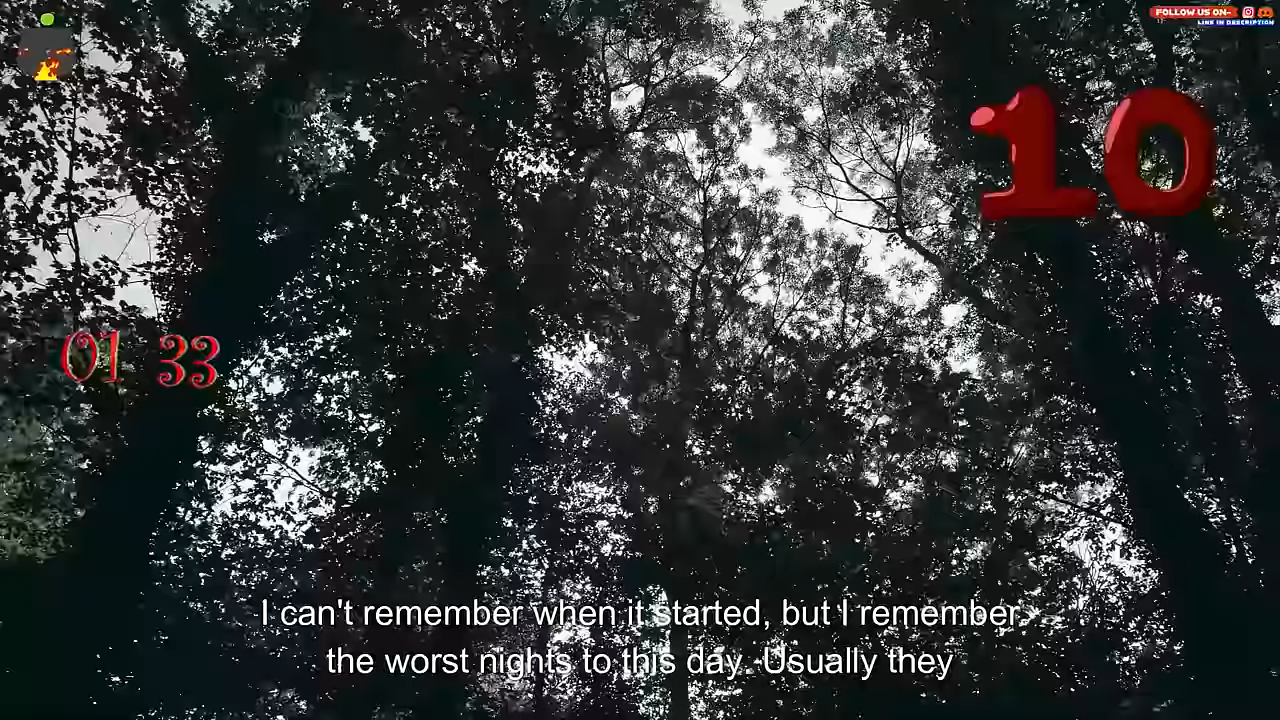 FOLLOW US ON-
LINK IN DESCRIPTION
10
01 33
I can't remember when it started, but I remember
the worst nights to this day. Usually they